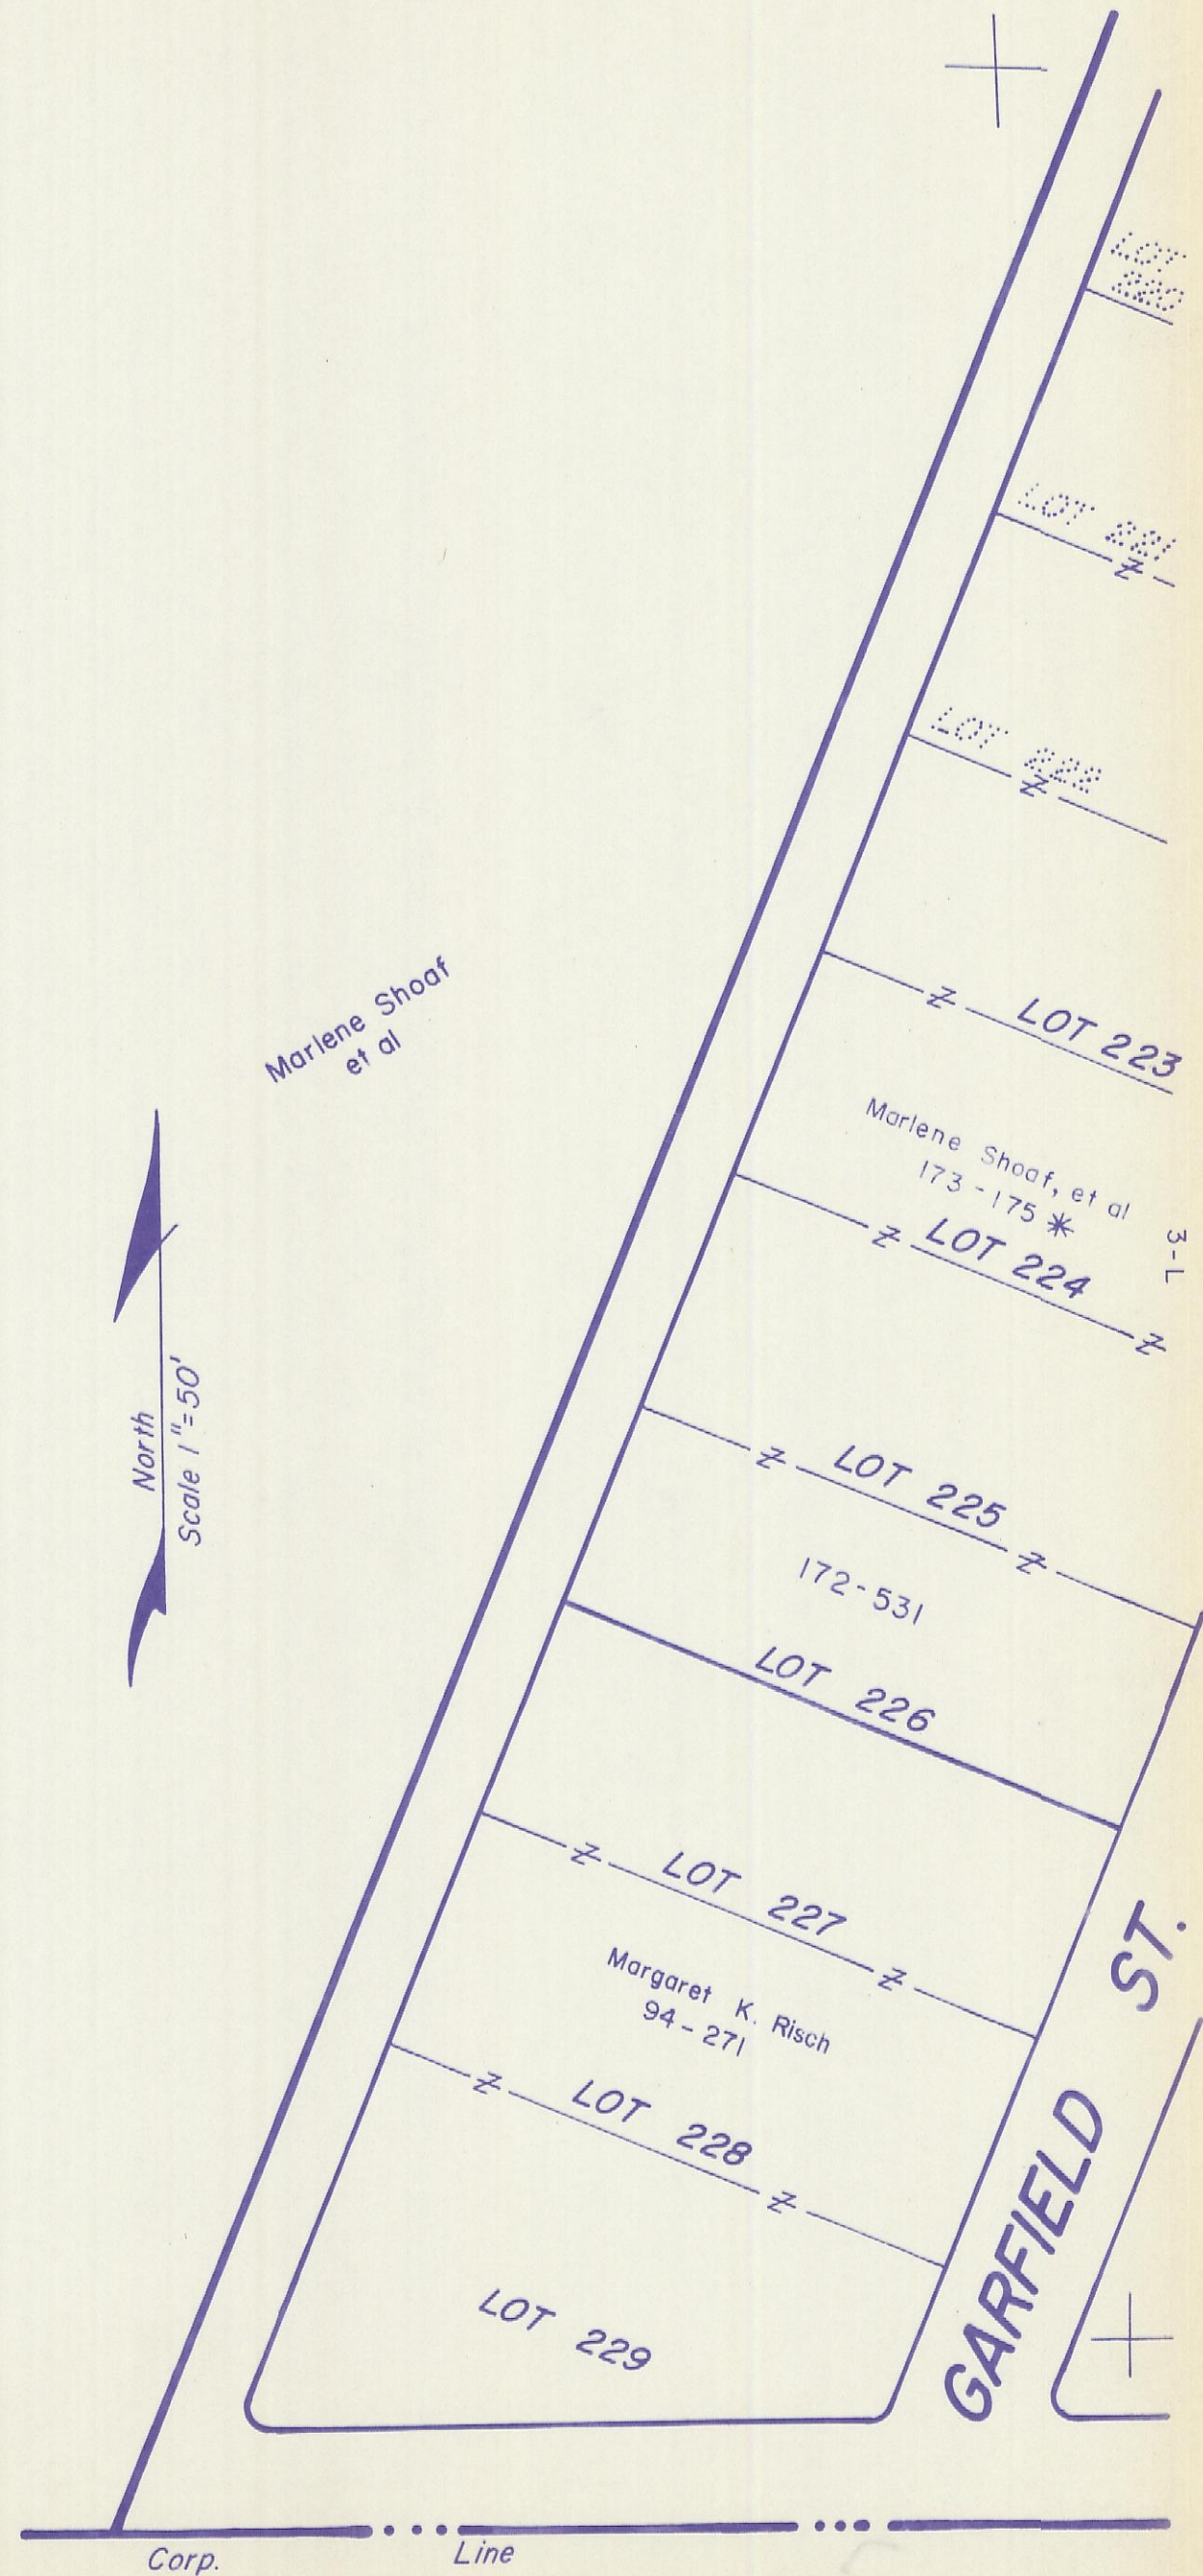 LOT
220
LOT 221
Z
LOT 222
Z
Z
LOT 223
Marlene Shoaf
et al
Marlene Shoaf, et al
173-175 *
3-L
Z
LOT 224
Z
North
Scale 1"=50'
Z
LOT 225
Z
172-531
LOT 226
Z
LOT 227
Z
Margaret K. Risch
94-271
Z
LOT 228
Z
LOT 229
GARFIELD ST.
Corp. Line